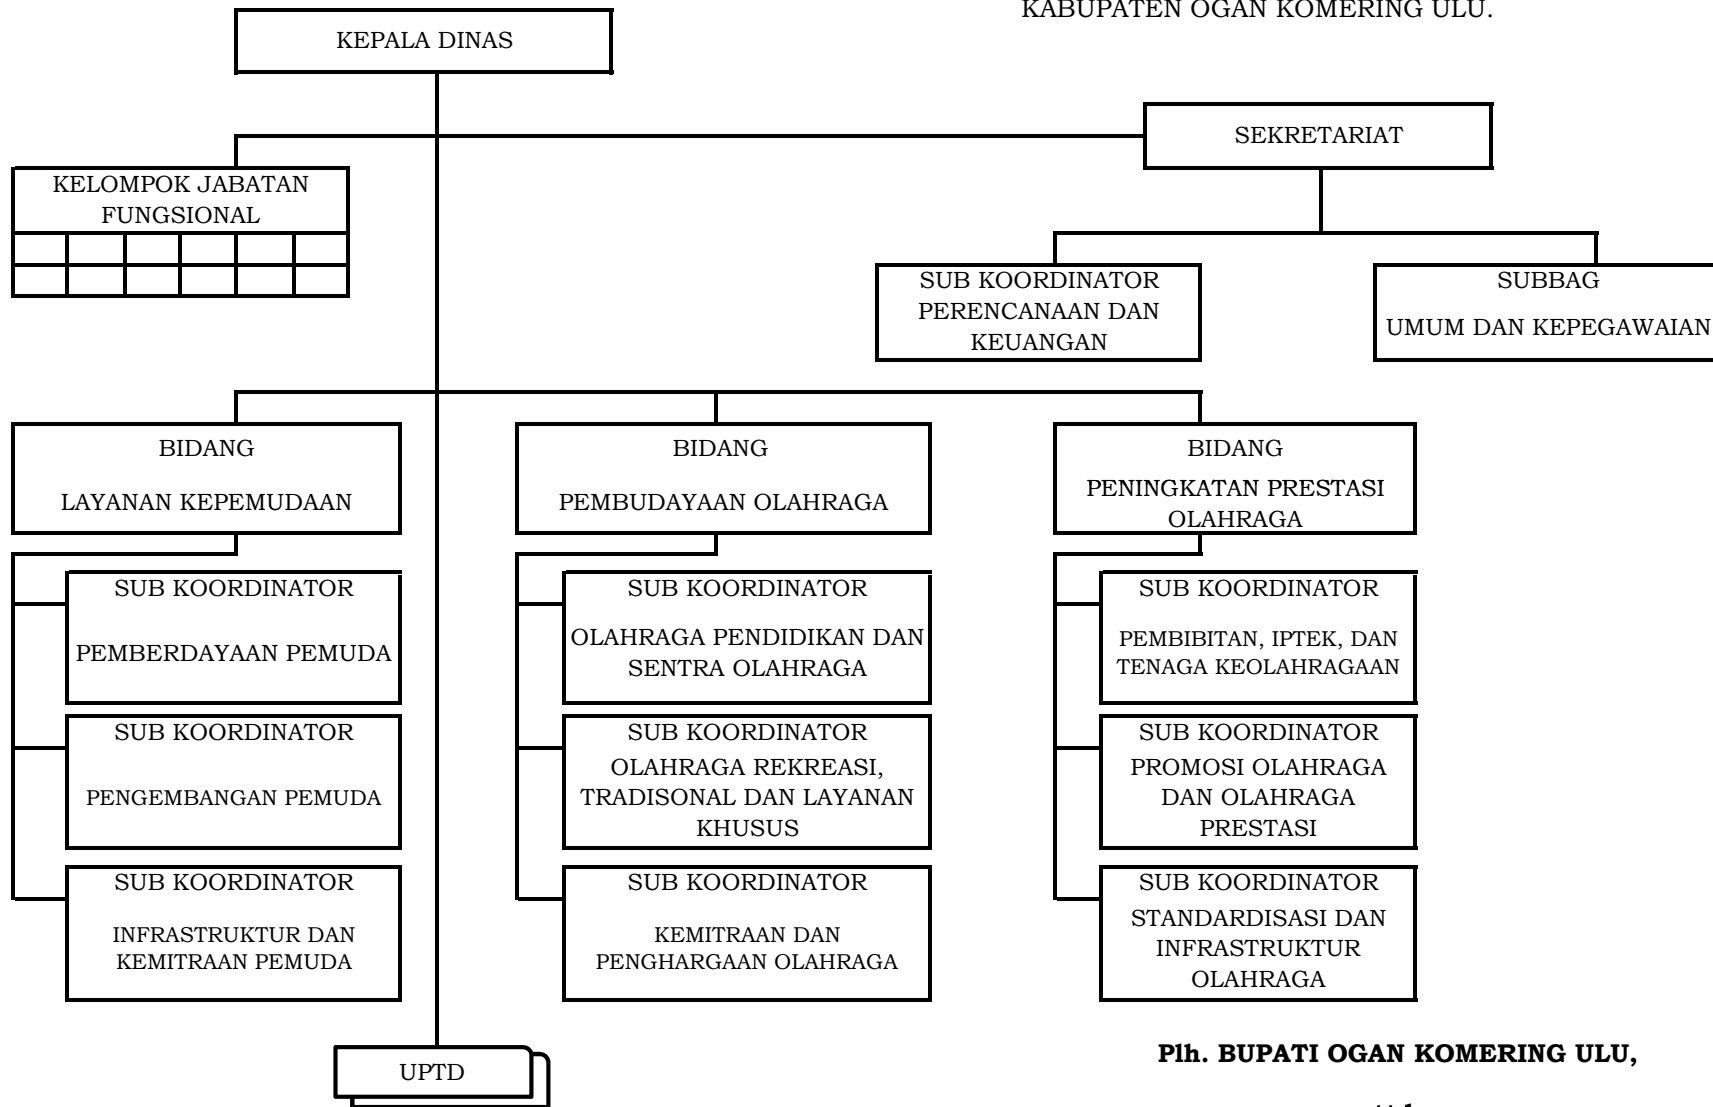 KABUPATEN OGAN KOMERING ULU.
KEPALA DINAS
SEKRETARIAT
KELOMPOK JABATAN
FUNGSIONAL
SUB KOORDINATOR
PERENCANAAN DAN
KEUANGAN
SUBBAG
UMUM DAN KEPEGAWAIAN
BIDANG
LAYANAN KEPEMUDAAN
BIDANG
PEMBUDAYAAN OLAHRAGA
BIDANG
PENINGKATAN PRESTASI
OLAHRAGA
SUB KOORDINATOR
PEMBERDAYAAN PEMUDA
SUB KOORDINATOR
PENGEMBANGAN PEMUDA
SUB KOORDINATOR
INFRASTRUKTUR DAN
KEMITRAAN PEMUDA
SUB KOORDINATOR
OLAHRAGA PENDIDIKAN DAN
SENTRA OLAHRAGA
SUB KOORDINATOR
OLAHRAGA REKREASI,
TRADISONAL DAN LAYANAN
KHUSUS
SUB KOORDINATOR
KEMITRAAN DAN
PENGHARGAAN OLAHRAGA
SUB KOORDINATOR
PEMBIBITAN, IPTEK, DAN
TENAGA KEOLAHRAGAAN
SUB KOORDINATOR
PROMOSI OLAHRAGA
DAN OLAHRAGA
PRESTASI
SUB KOORDINATOR
STANDARDISASI DAN
INFRASTRUKTUR
OLAHRAGA
UPTD
Plh. BUPATI OGAN KOMERING ULU,